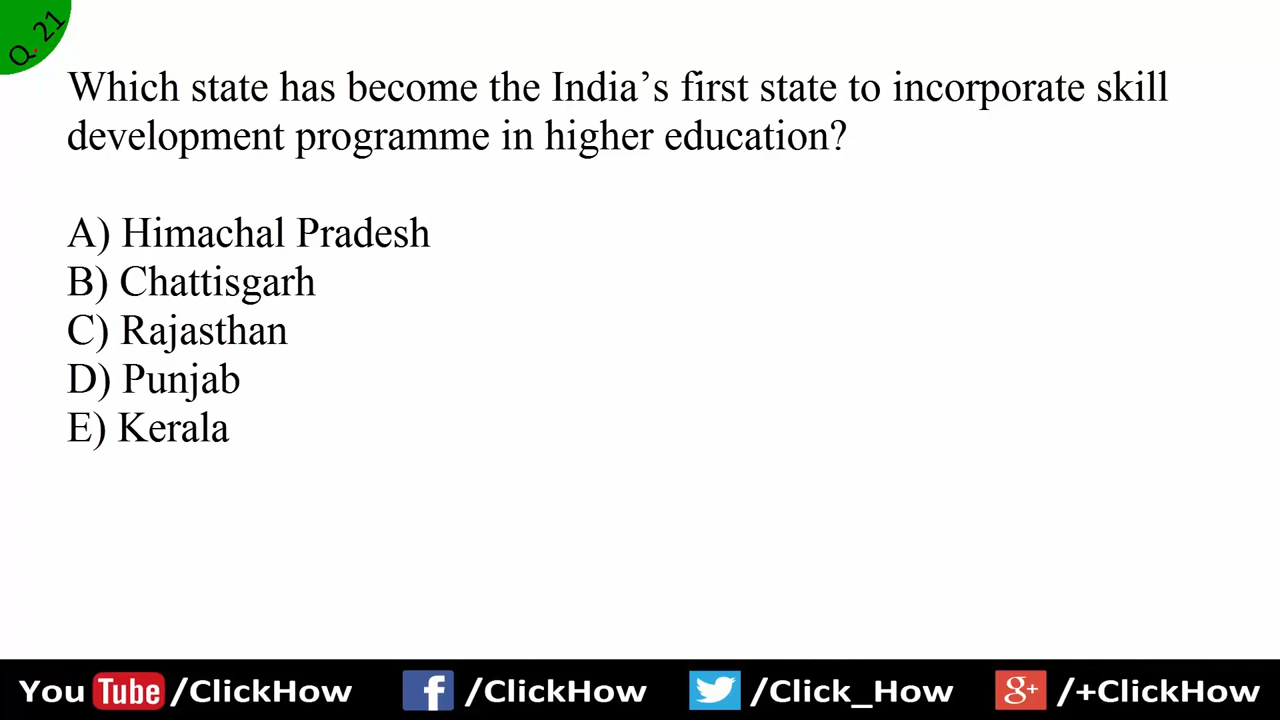 Q. 21
Which state has become the India’s first state to incorporate skill
development programme in higher education?
A) Himachal Pradesh
B) Chattisgarh
C) Rajasthan
D) Punjab
E) Kerala
You Tube /ClickHow f /ClickHow /Click_How g+ /+ClickHow